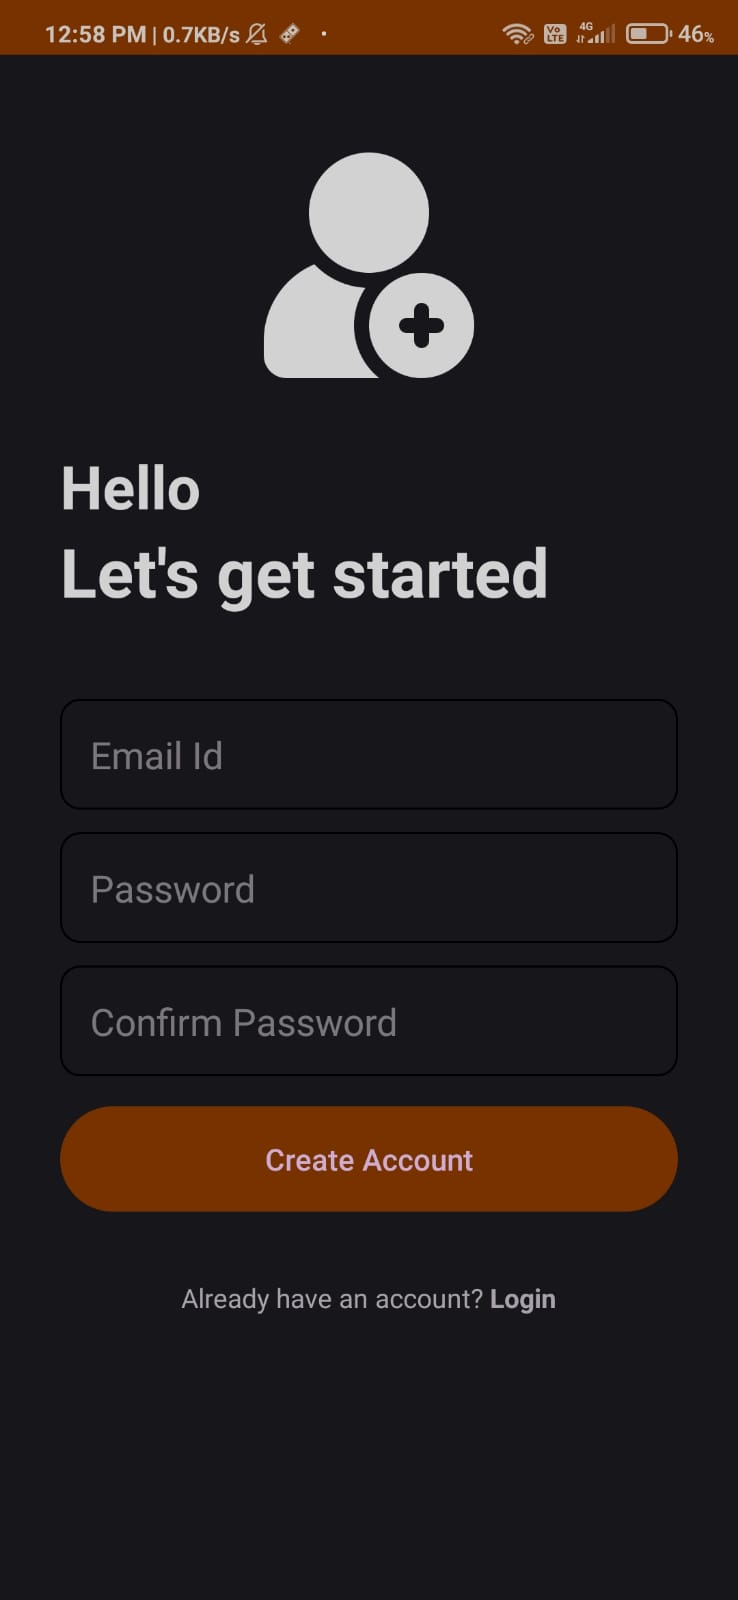 12:58 PM | 0.7KB/s Vo LTE 4G 46%
Hello
Let's get started
Email Id
Password
Confirm Password
Create Account
Already have an account? Login